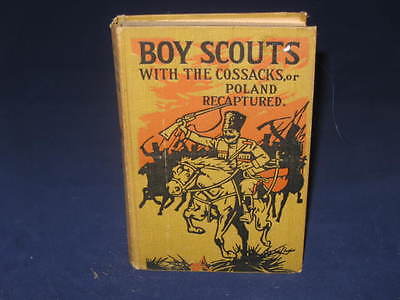 BOY SCOUTS
WITH THE COSSACKS, or
POLAND
RECAPTURED.